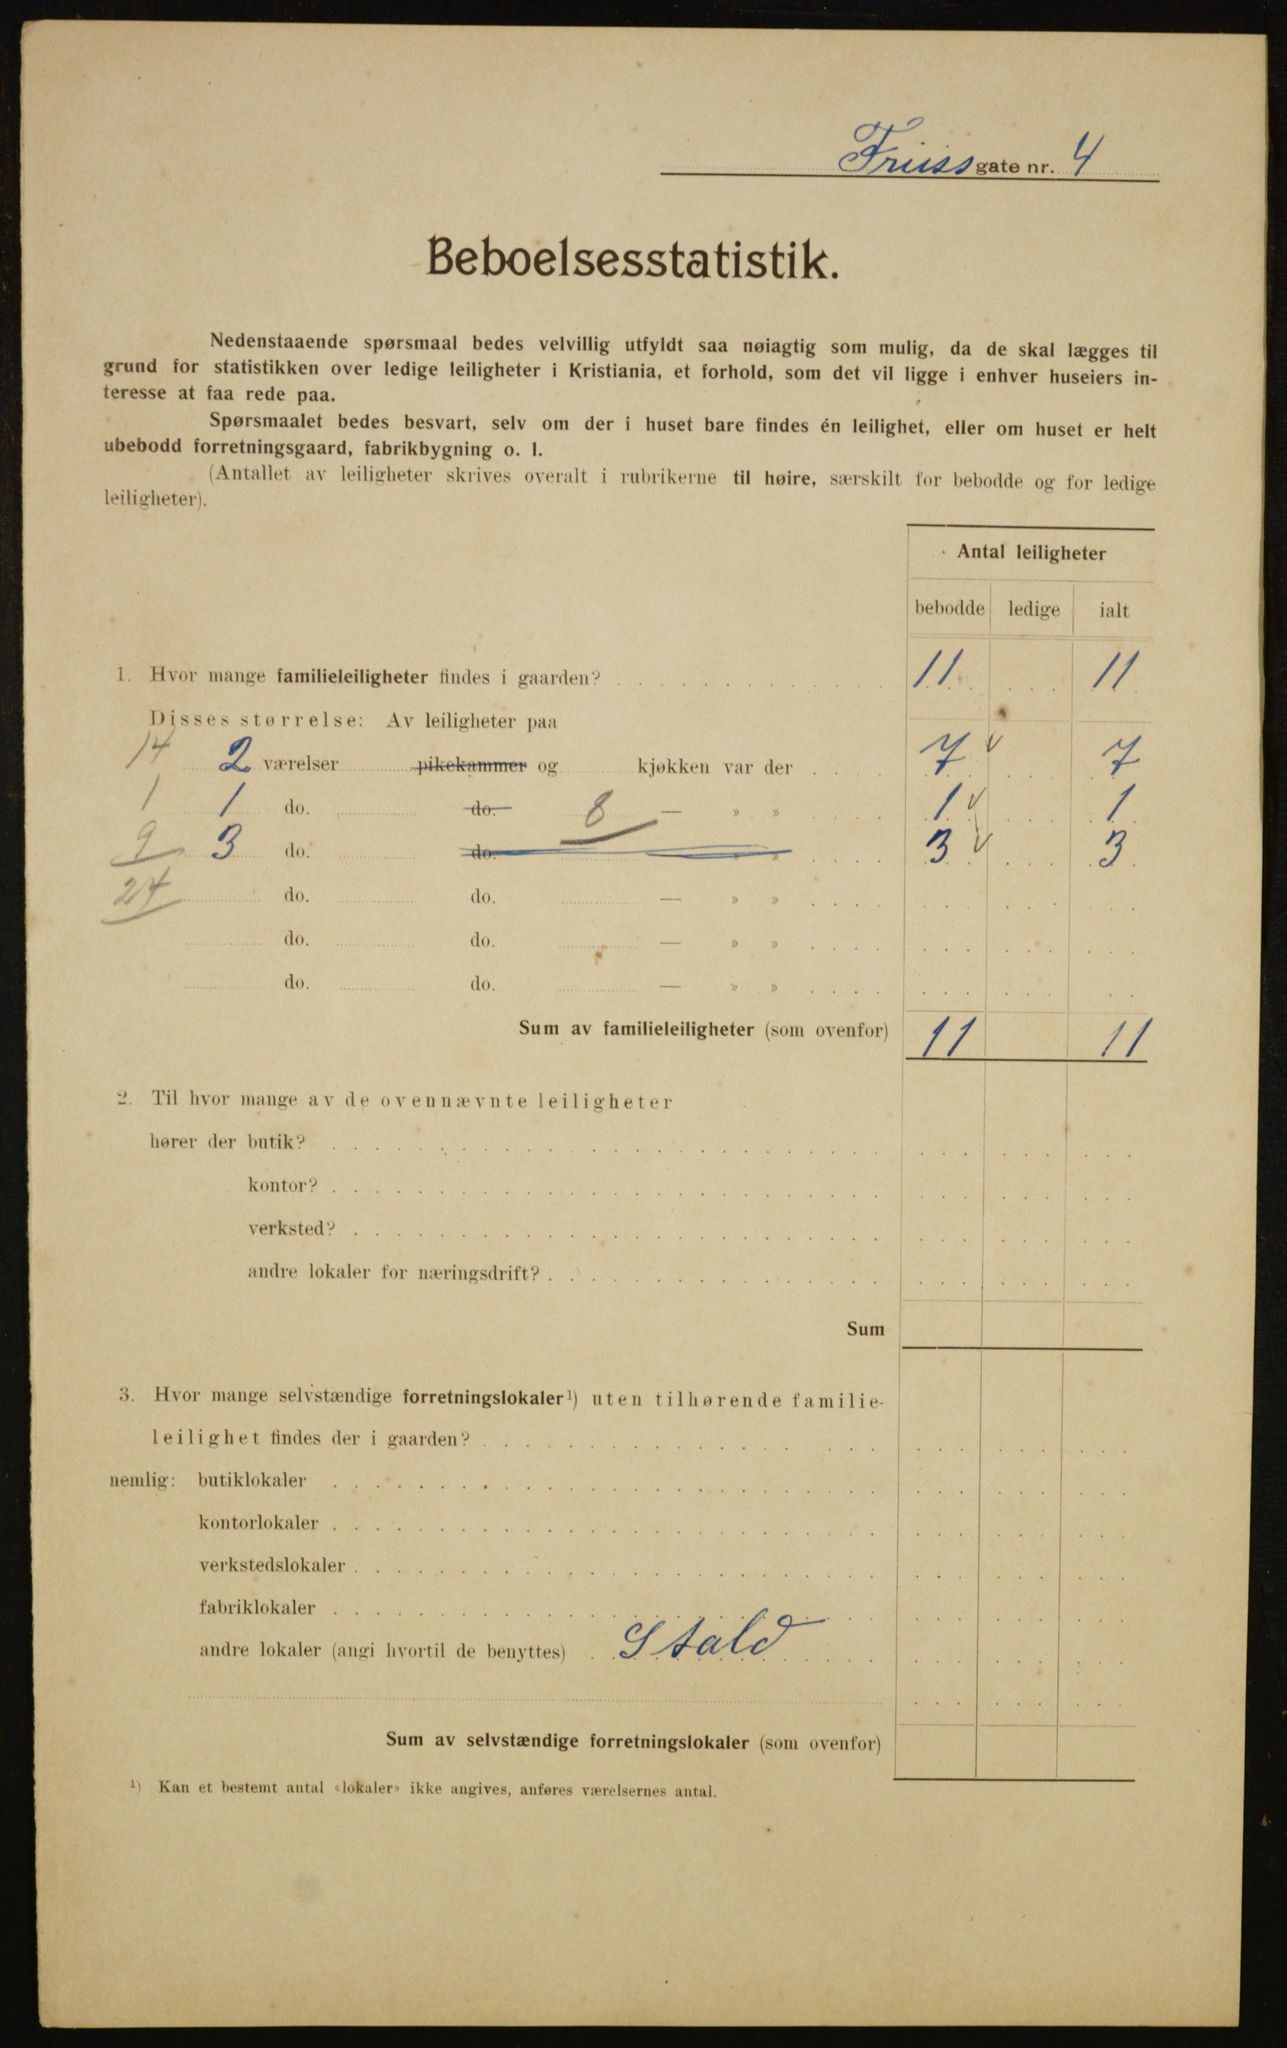 Friis gate nr. 4
Beboelsesstatistik.
Nedenstaaende spørsmaal bedes velvillig utfyldt saa nøiagtig som mulig, da de skal lægges til
grund for statistikken over ledige leiligheter i Kristiania, et forhold, som det vil ligge i enhver huseiers in-
teresse at faa rede paa.
Spørsmaalet bedes besvart, selv om der i huset bare findes én leilighet, eller om huset er helt
ubebodd forretningsgaard, fabrikbygning o. l.
(Antallet av leiligheter skrives overalt i rubrikerne til høire, særskilt for bebodde og for ledige
leiligheter).
Antal leiligheter
bebodde ledige ialt
1. Hvor mange familieleiligheter findes i gaarden? 11 11
Disses størrelse: Av leiligheter paa
14 2 værelser pikekammer og kjøkken var der 7 7
1 1 do. do. 8 — » » 1 1
9 3 do. do. — » » 3 3
24 do. do. — » »
do. do. — » »
do. do. — » »
Sum av familieleiligheter (som ovenfor) 11 11
2. Til hvor mange av de ovennævnte leiligheter
hører der butik?
kontor?
verksted?
andre lokaler for næringsdrift?
Sum
3. Hvor mange selvstændige forretningslokaler¹) uten tilhørende familie-
leilighet findes der i gaarden?
nemlig: butiklokaler
kontorlokaler
verkstedslokaler
fabriklokaler
andre lokaler (angi hvortil de benyttes) Stald
Sum av selvstændige forretningslokaler (som ovenfor)
¹) Kan et bestemt antal «lokaler» ikke angives, anføres værelsernes antal.